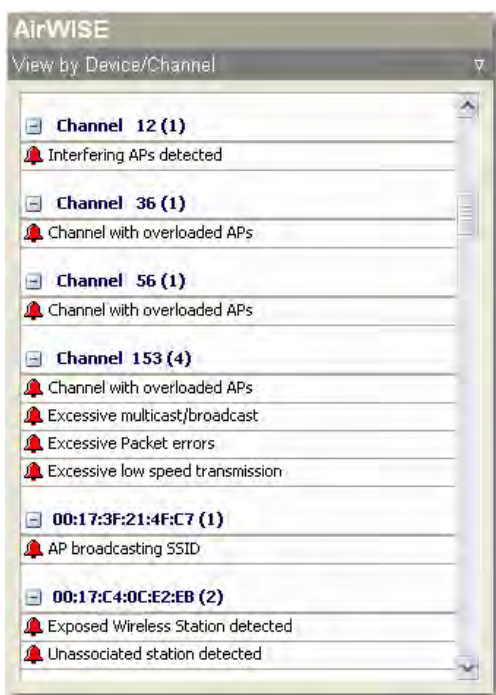 AirWISE
View by Device/Channel
Channel 12 (1)
Interfering APs detected
Channel 36 (1)
Channel with overloaded APs
Channel 56 (1)
Channel with overloaded APs
Channel 153 (4)
Channel with overloaded APs
Excessive multicast/broadcast
Excessive Packet errors
Excessive low speed transmission
00:17:3F:21:4F:C7 (1)
AP broadcasting SSID
00:17:C4:0C:E2:EB (2)
Exposed Wireless Station detected
Unassociated station detected